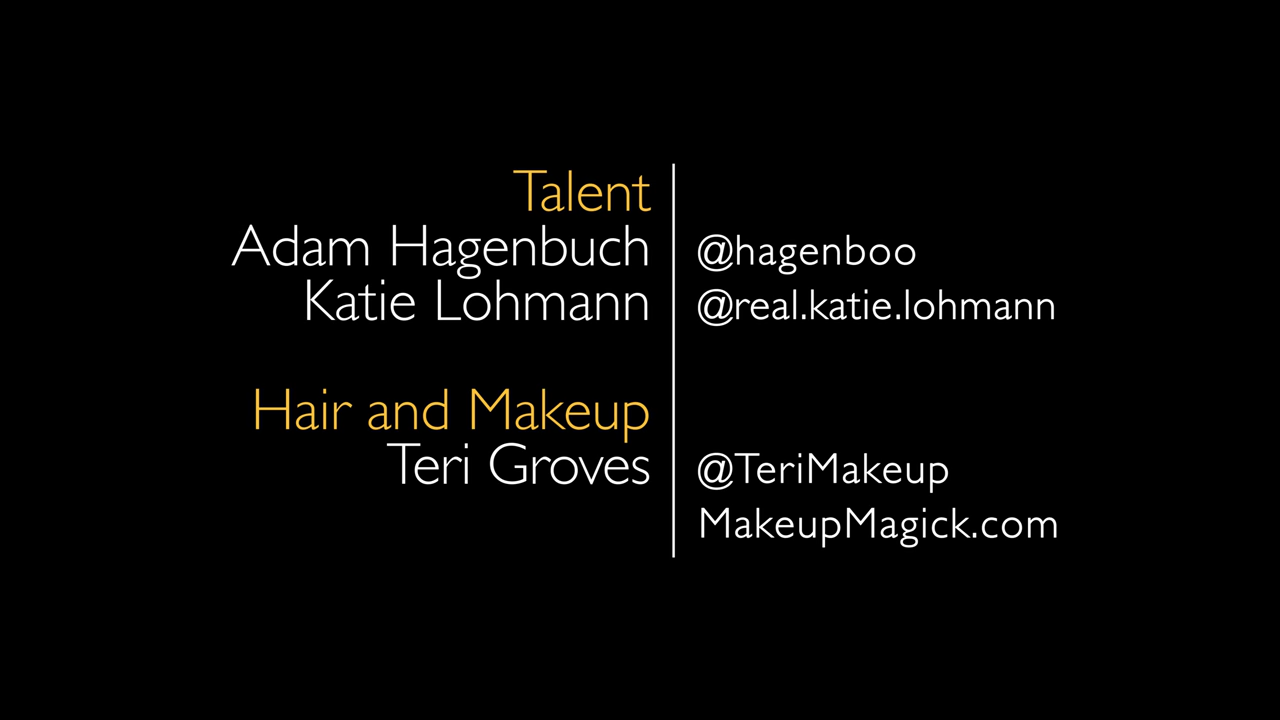 Talent
Adam Hagenbuch @hagenboo
Katie Lohmann @real.katie.lohmann
Hair and Makeup
Teri Groves @TeriMakeup
MakeupMagick.com